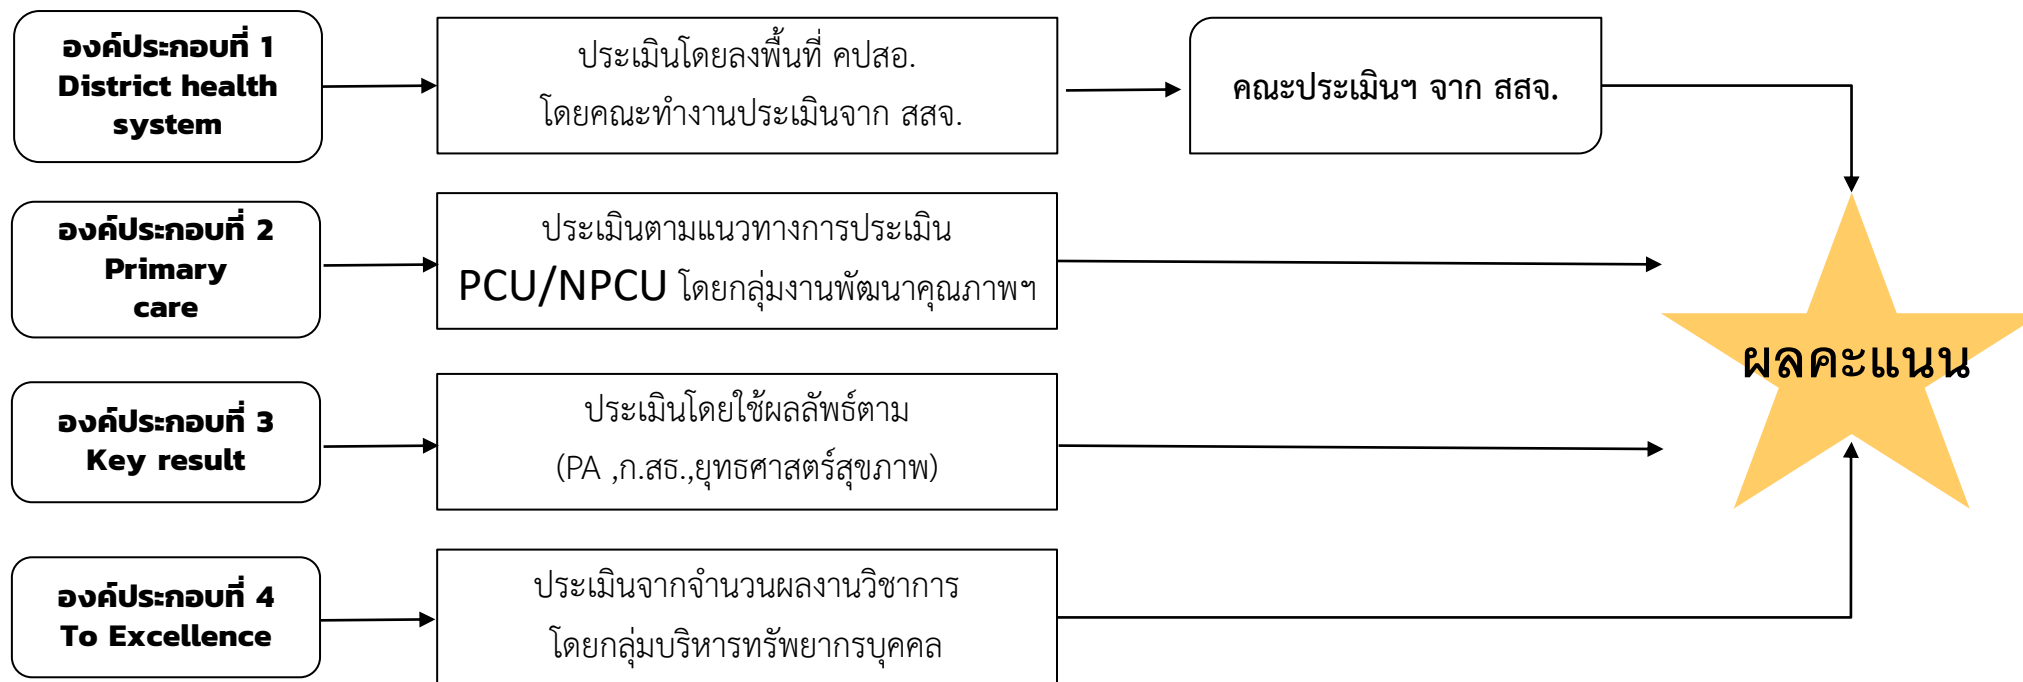 องค์ประกอบที่ 1
District health
system
ประเมินโดยลงพื้นที่ คปสอ.
โดยคณะทำงานประเมินจาก สสจ.
คณะประเมินฯ จาก สสจ.
องค์ประกอบที่ 2
Primary
care
ประเมินตามแนวทางการประเมิน
PCU/NPCU โดยกลุ่มงานพัฒนาคุณภาพฯ
องค์ประกอบที่ 3
Key result
ประเมินโดยใช้ผลลัพธ์ตาม
(PA ,ก.สธ.,ยุทธศาสตร์สุขภาพ)
ผลคะแนน
องค์ประกอบที่ 4
To Excellence
ประเมินจากจำนวนผลงานวิชาการ
โดยกลุ่มบริหารทรัพยากรบุคคล